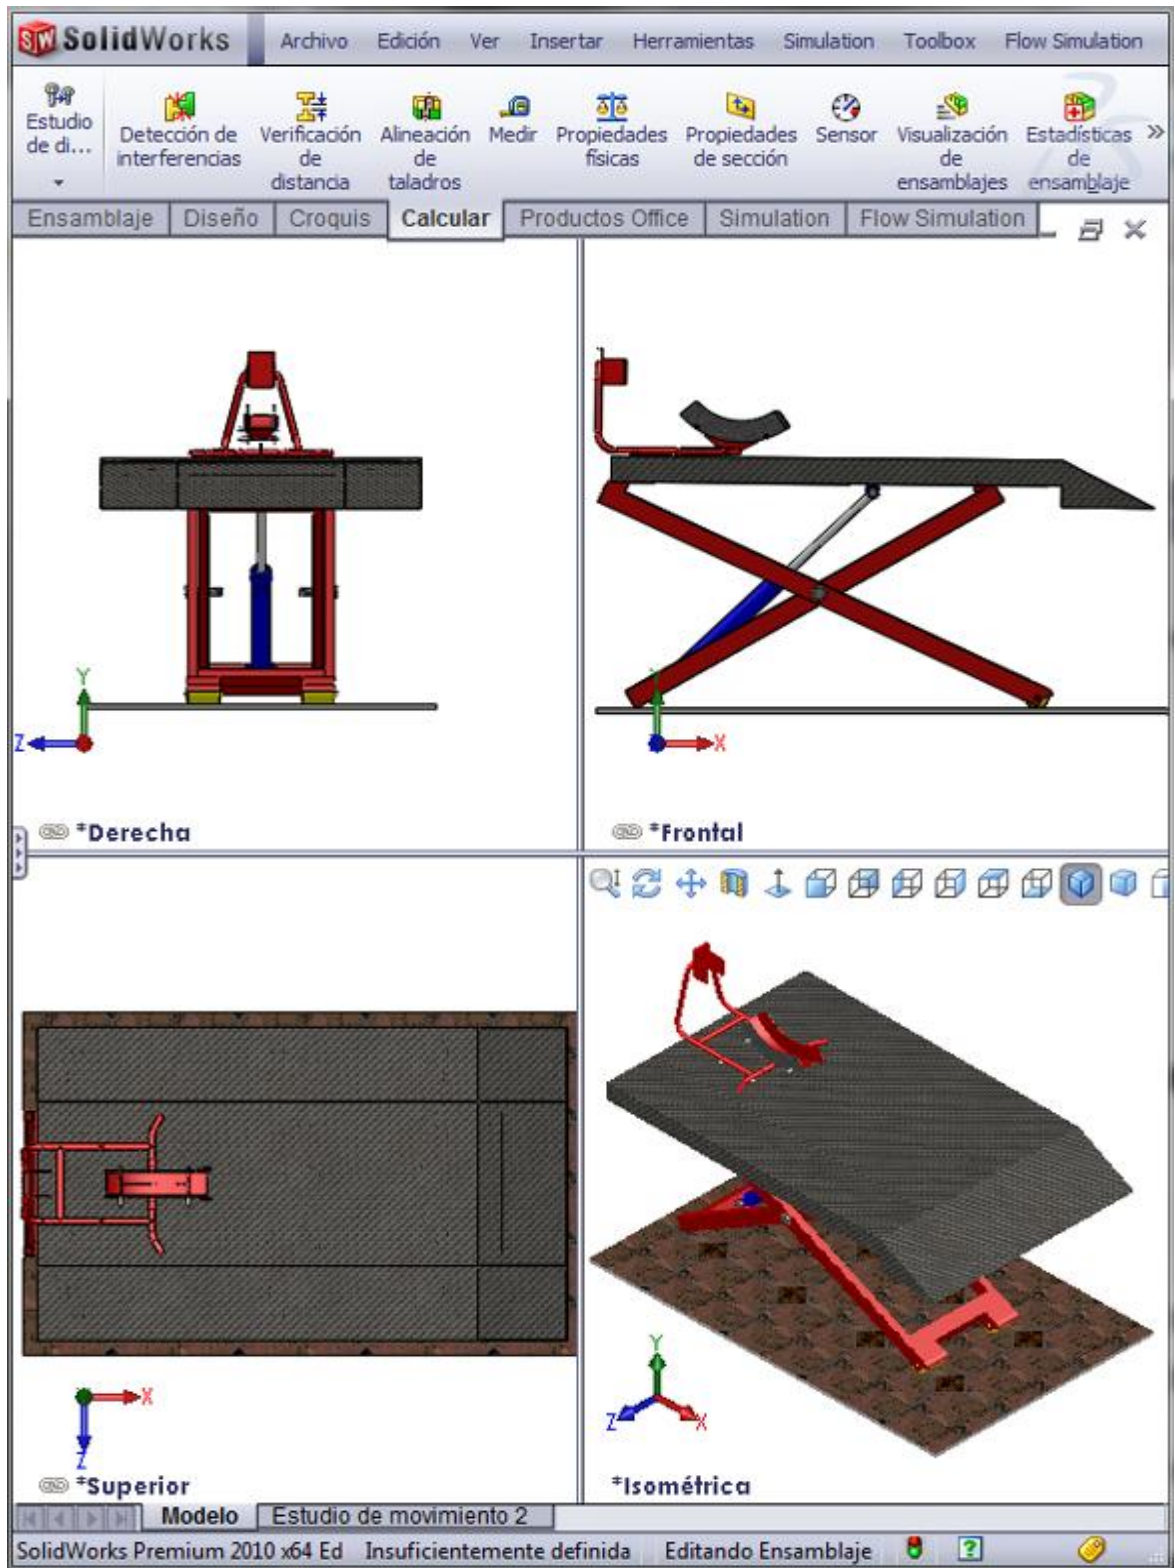 SolidWorks Archivo Edición Ver Insertar Herramientas Simulation Toolbox Flow Simulation
Estudio de di...
Detección de interferencias
Verificación de distancia
Alineación de taladros
Medir
Propiedades físicas
Propiedades de sección
Sensor
Visualización de ensamblajes
Estadísticas de ensamblaje
»
Ensamblaje Diseño Croquis Calcular Productos Office Simulation Flow Simulation
Y
Z
*Derecha
Y
X
*Frontal
X
Z
*Superior
Y
Z
X
*Isométrica
Modelo Estudio de movimiento 2
SolidWorks Premium 2010 x64 Ed Insuficientemente definida Editando Ensamblaje